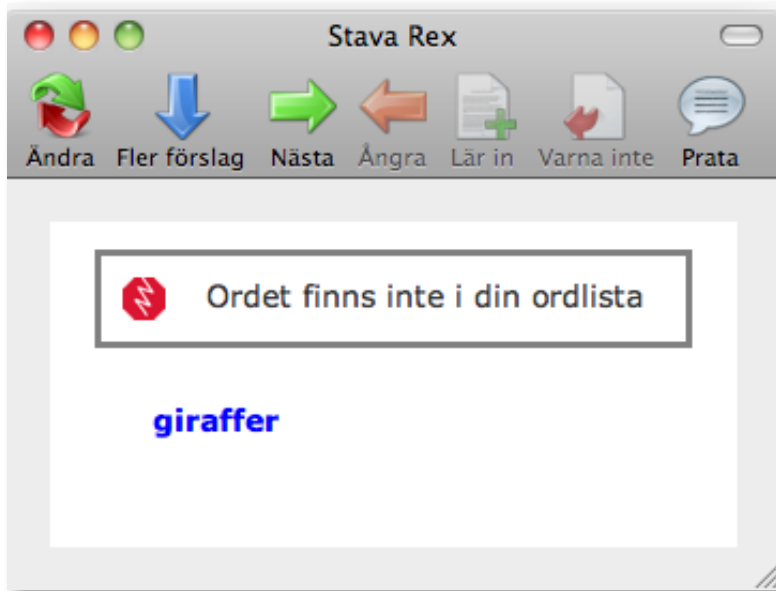 Stava Rex
Ändra Fler förslag Nästa Ångra Lär in Varna inte Prata
Ordet finns inte i din ordlista
giraffer